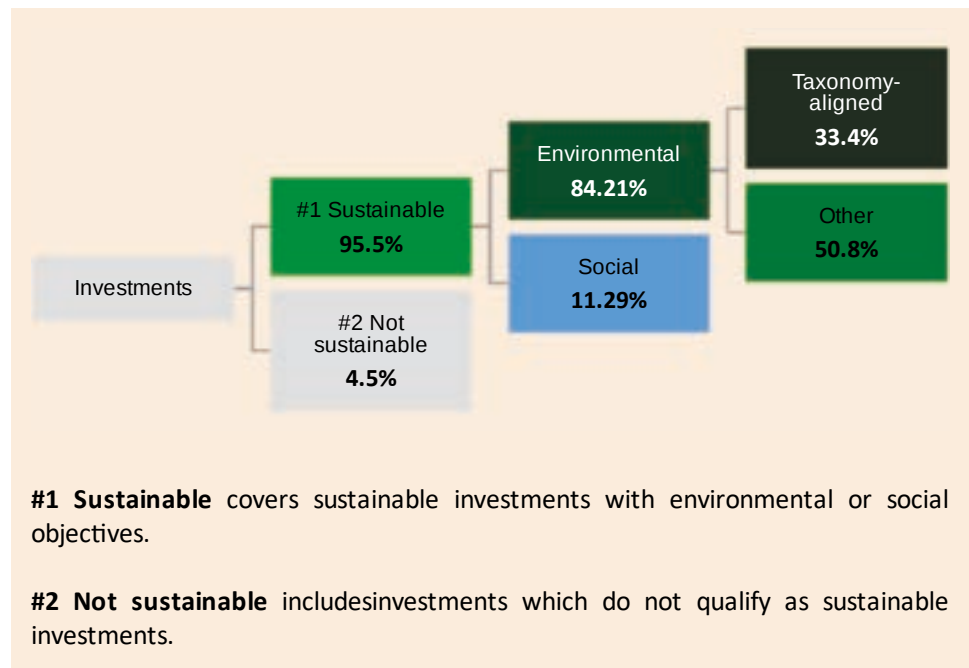 Investments
#1 Sustainable
95.5%
#2 Not
sustainable
4.5%
Environmental
84.21%
Social
11.29%
Taxonomy-
aligned
33.4%
Other
50.8%
#1 Sustainable covers sustainable investments with environmental or social
objectives.
#2 Not sustainable includesinvestments which do not qualify as sustainable
investments.